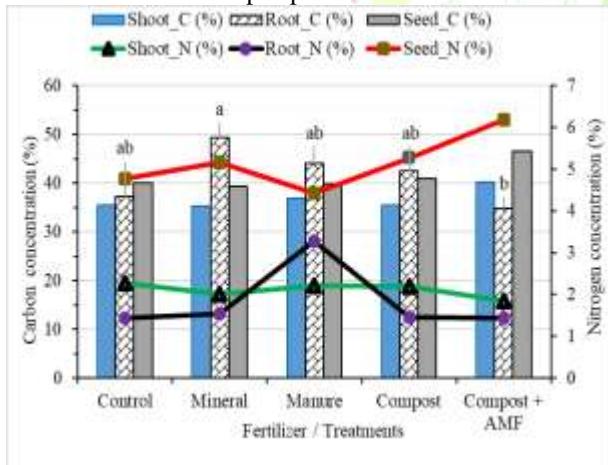 Shoot_C (%) Root_C (%) Seed_C (%)
Shoot_N (%) Root_N (%) Seed_N (%)
60 7
50 6
40 5
30 4
20 3
10 2
0 1
0
ab a ab ab b
Carbon concentration (%)
Nitrogen concentration (%)
Control Mineral Manure Compost Compost +
AMF
Fertilizer / Treatments